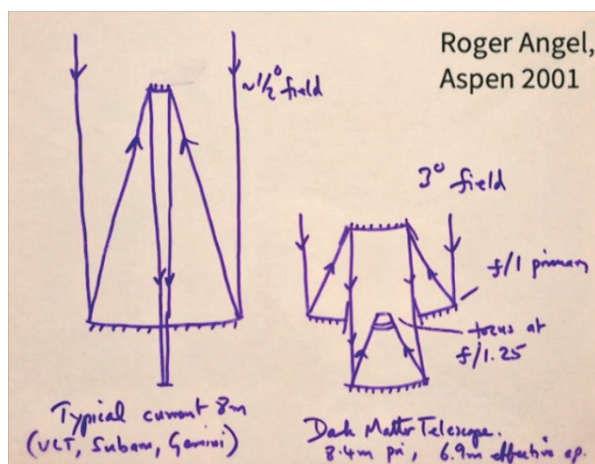 Roger Angel,
Aspen 2001
~1/2° field
3° field
f/1 primary
focus at
f/1.25
Typical current 8m
(VLT, Subaru, Gemini)
Dark Matter Telescope.
8.4m pri, 6.9m effective ap.